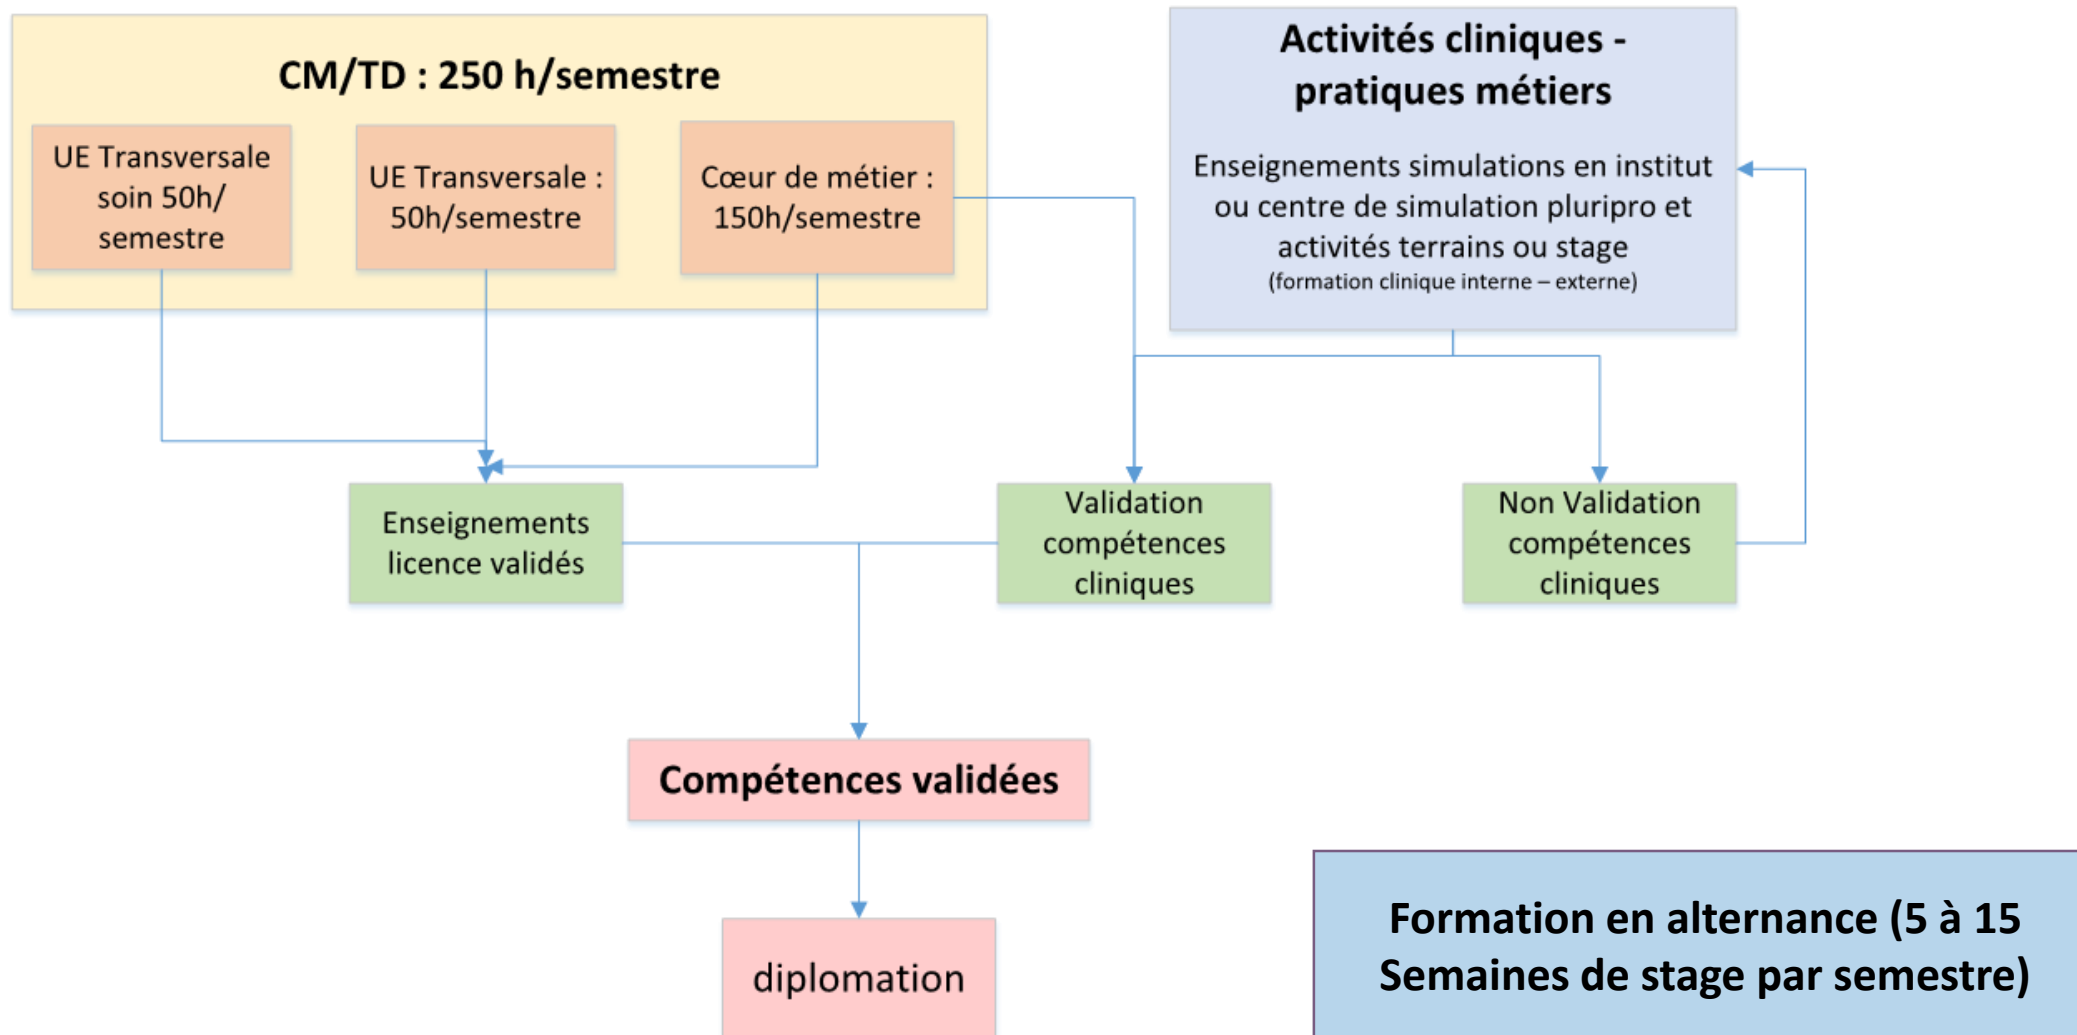 CM/TD : 250 h/semestre
UE Transversale
soin 50h/
semestre
UE Transversale :
50h/semestre
Cœur de métier :
150h/semestre
Activités cliniques -
pratiques métiers
Enseignements simulations en institut
ou centre de simulation pluripro et
activités terrains ou stage
(formation clinique interne – externe)
Enseignements
licence validés
Validation
compétences
cliniques
Non Validation
compétences
cliniques
Compétences validées
diplomation
Formation en alternance (5 à 15
Semaines de stage par semestre)